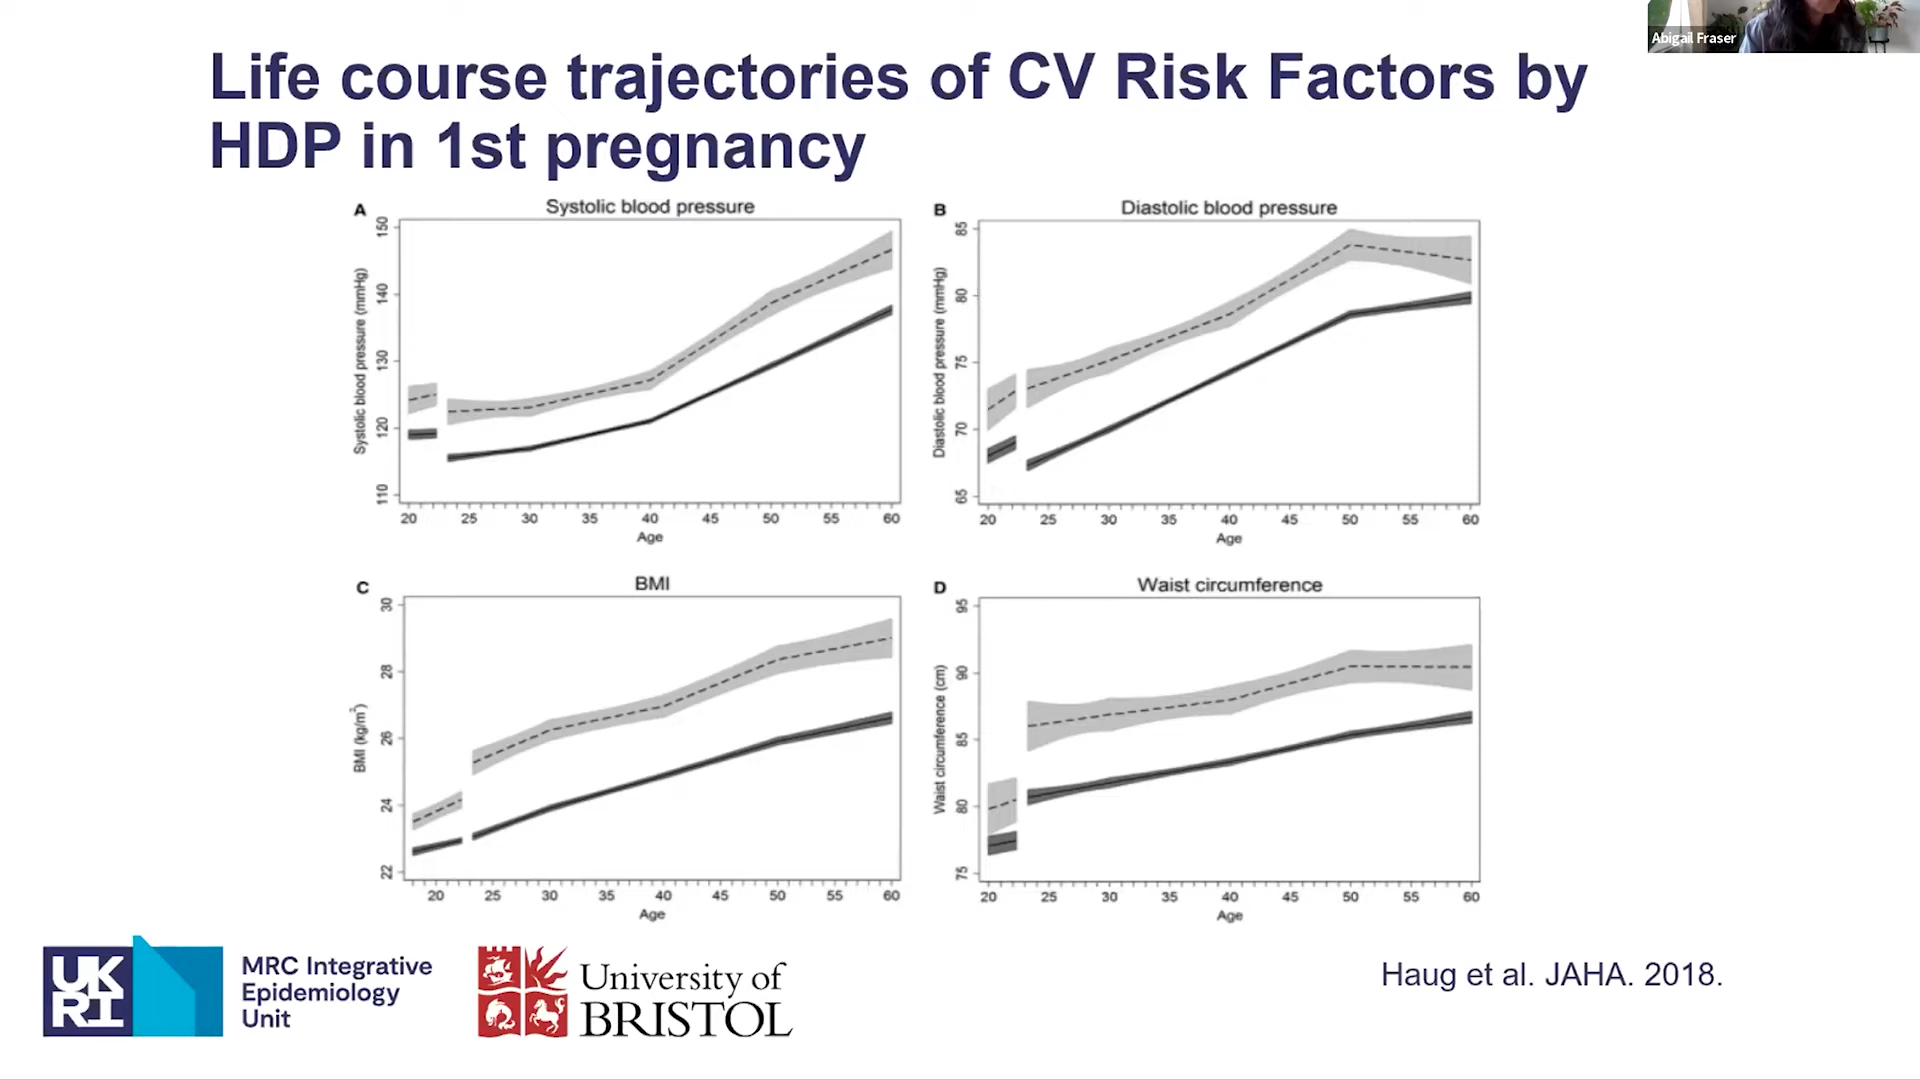 Abigail Fraser
Life course trajectories of CV Risk Factors by
HDP in 1st pregnancy
A
Systolic blood pressure
Systolic blood pressure (mmHg)
150
140
130
120
110
20 25 30 35 40 45 50 55 60
Age
B
Diastolic blood pressure
Diastolic blood pressure (mmHg)
85
80
75
70
65
20 25 30 35 40 45 50 55 60
Age
C
BMI
BMI (kg/m²)
30
28
26
24
22
20 25 30 35 40 45 50 55 60
Age
D
Waist circumference
Waist circumference (cm)
95
90
85
80
75
20 25 30 35 40 45 50 55 60
Age
UK
RI
MRC Integrative
Epidemiology
Unit
University of
BRISTOL
Haug et al. JAHA. 2018.